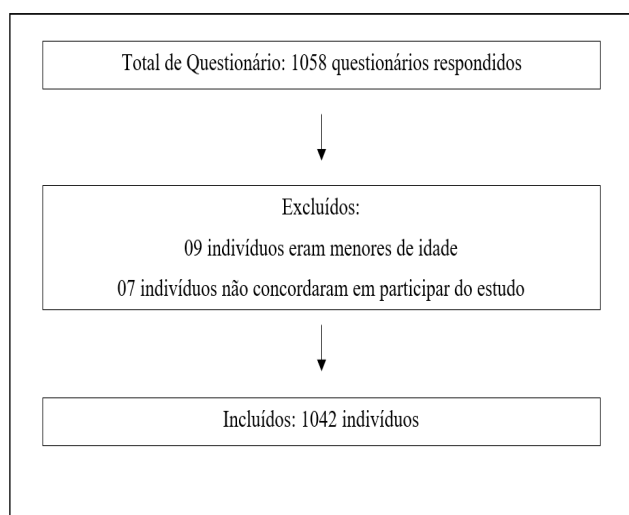 Total de Questionário: 1058 questionários respondidos
Excluídos:
09 indivíduos eram menores de idade
07 indivíduos não concordaram em participar do estudo
Incluídos: 1042 indivíduos